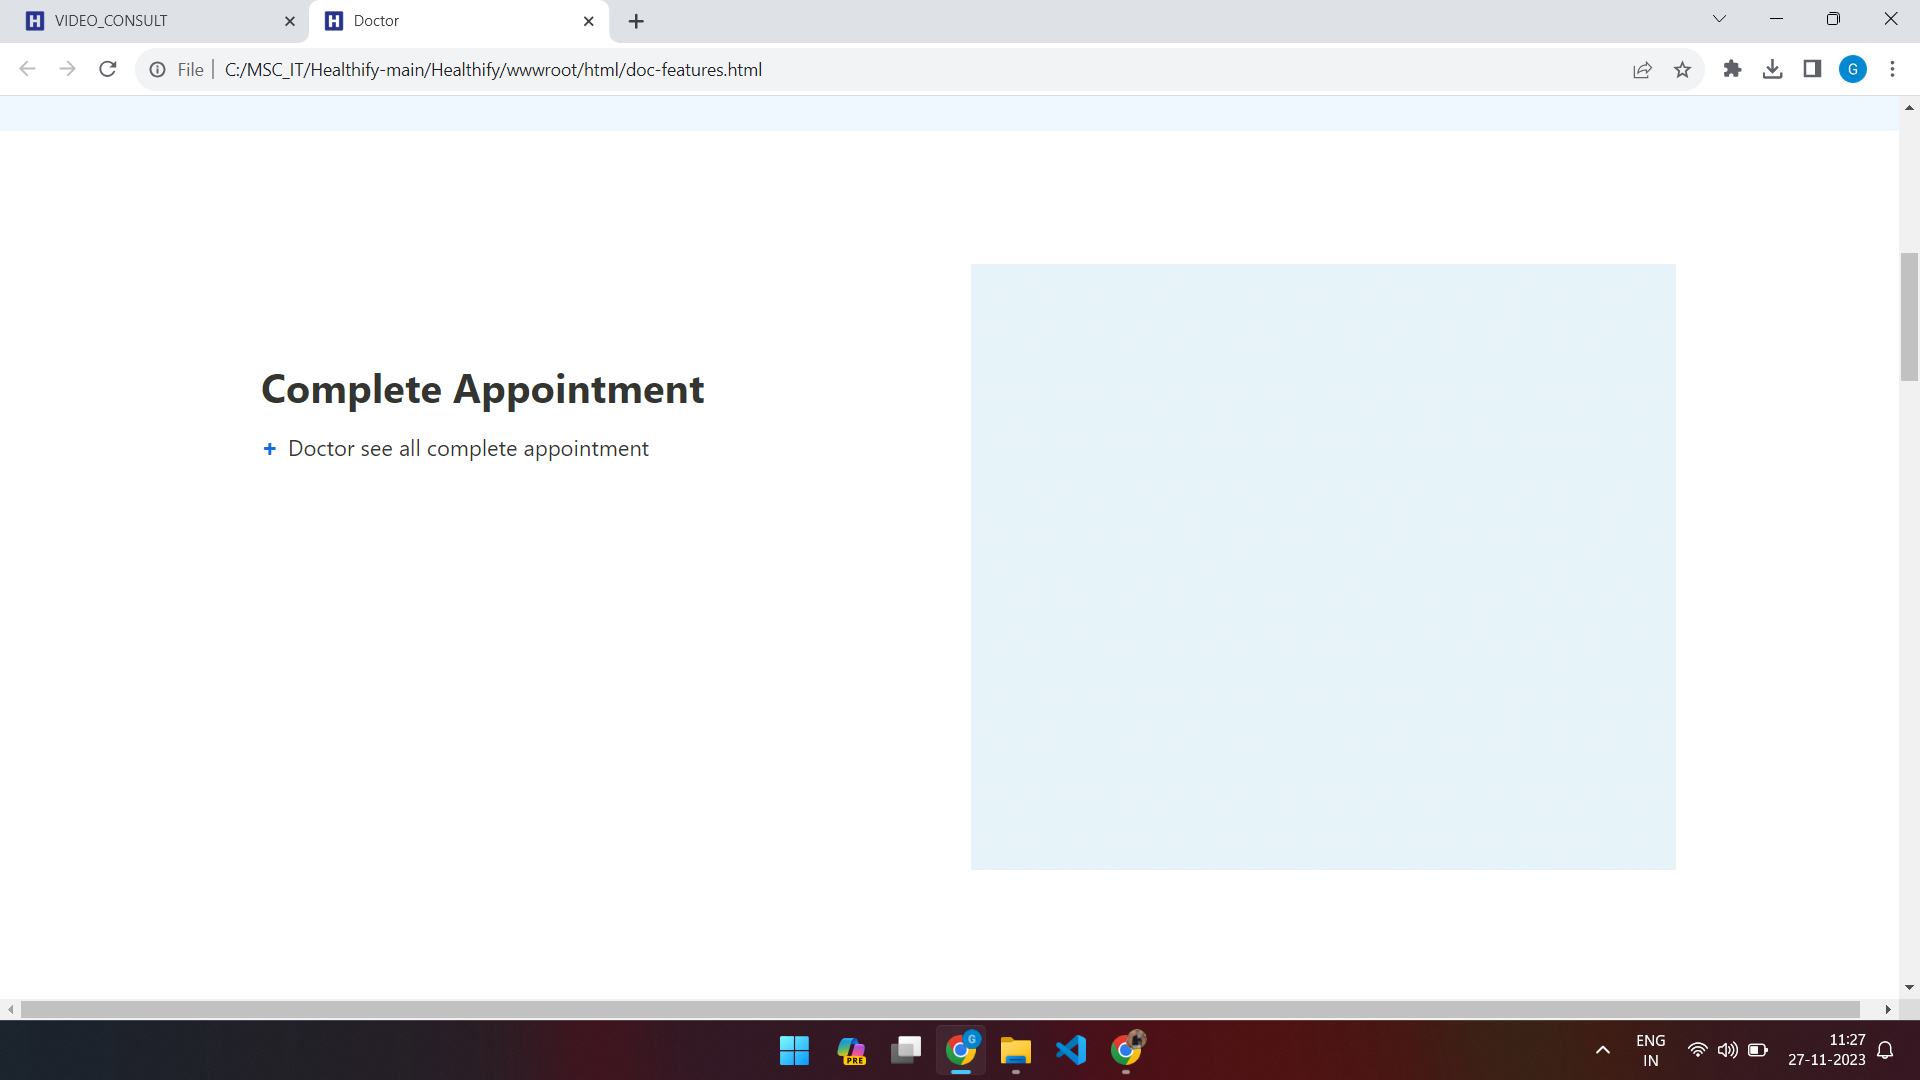 VIDEO_CONSULT
Doctor
File
C:/MSC_IT/Healthify-main/Healthify/wwwroot/html/doc-features.html
G
Complete Appointment
+ Doctor see all complete appointment
PRE
G
ENG
IN
11:27
27-11-2023